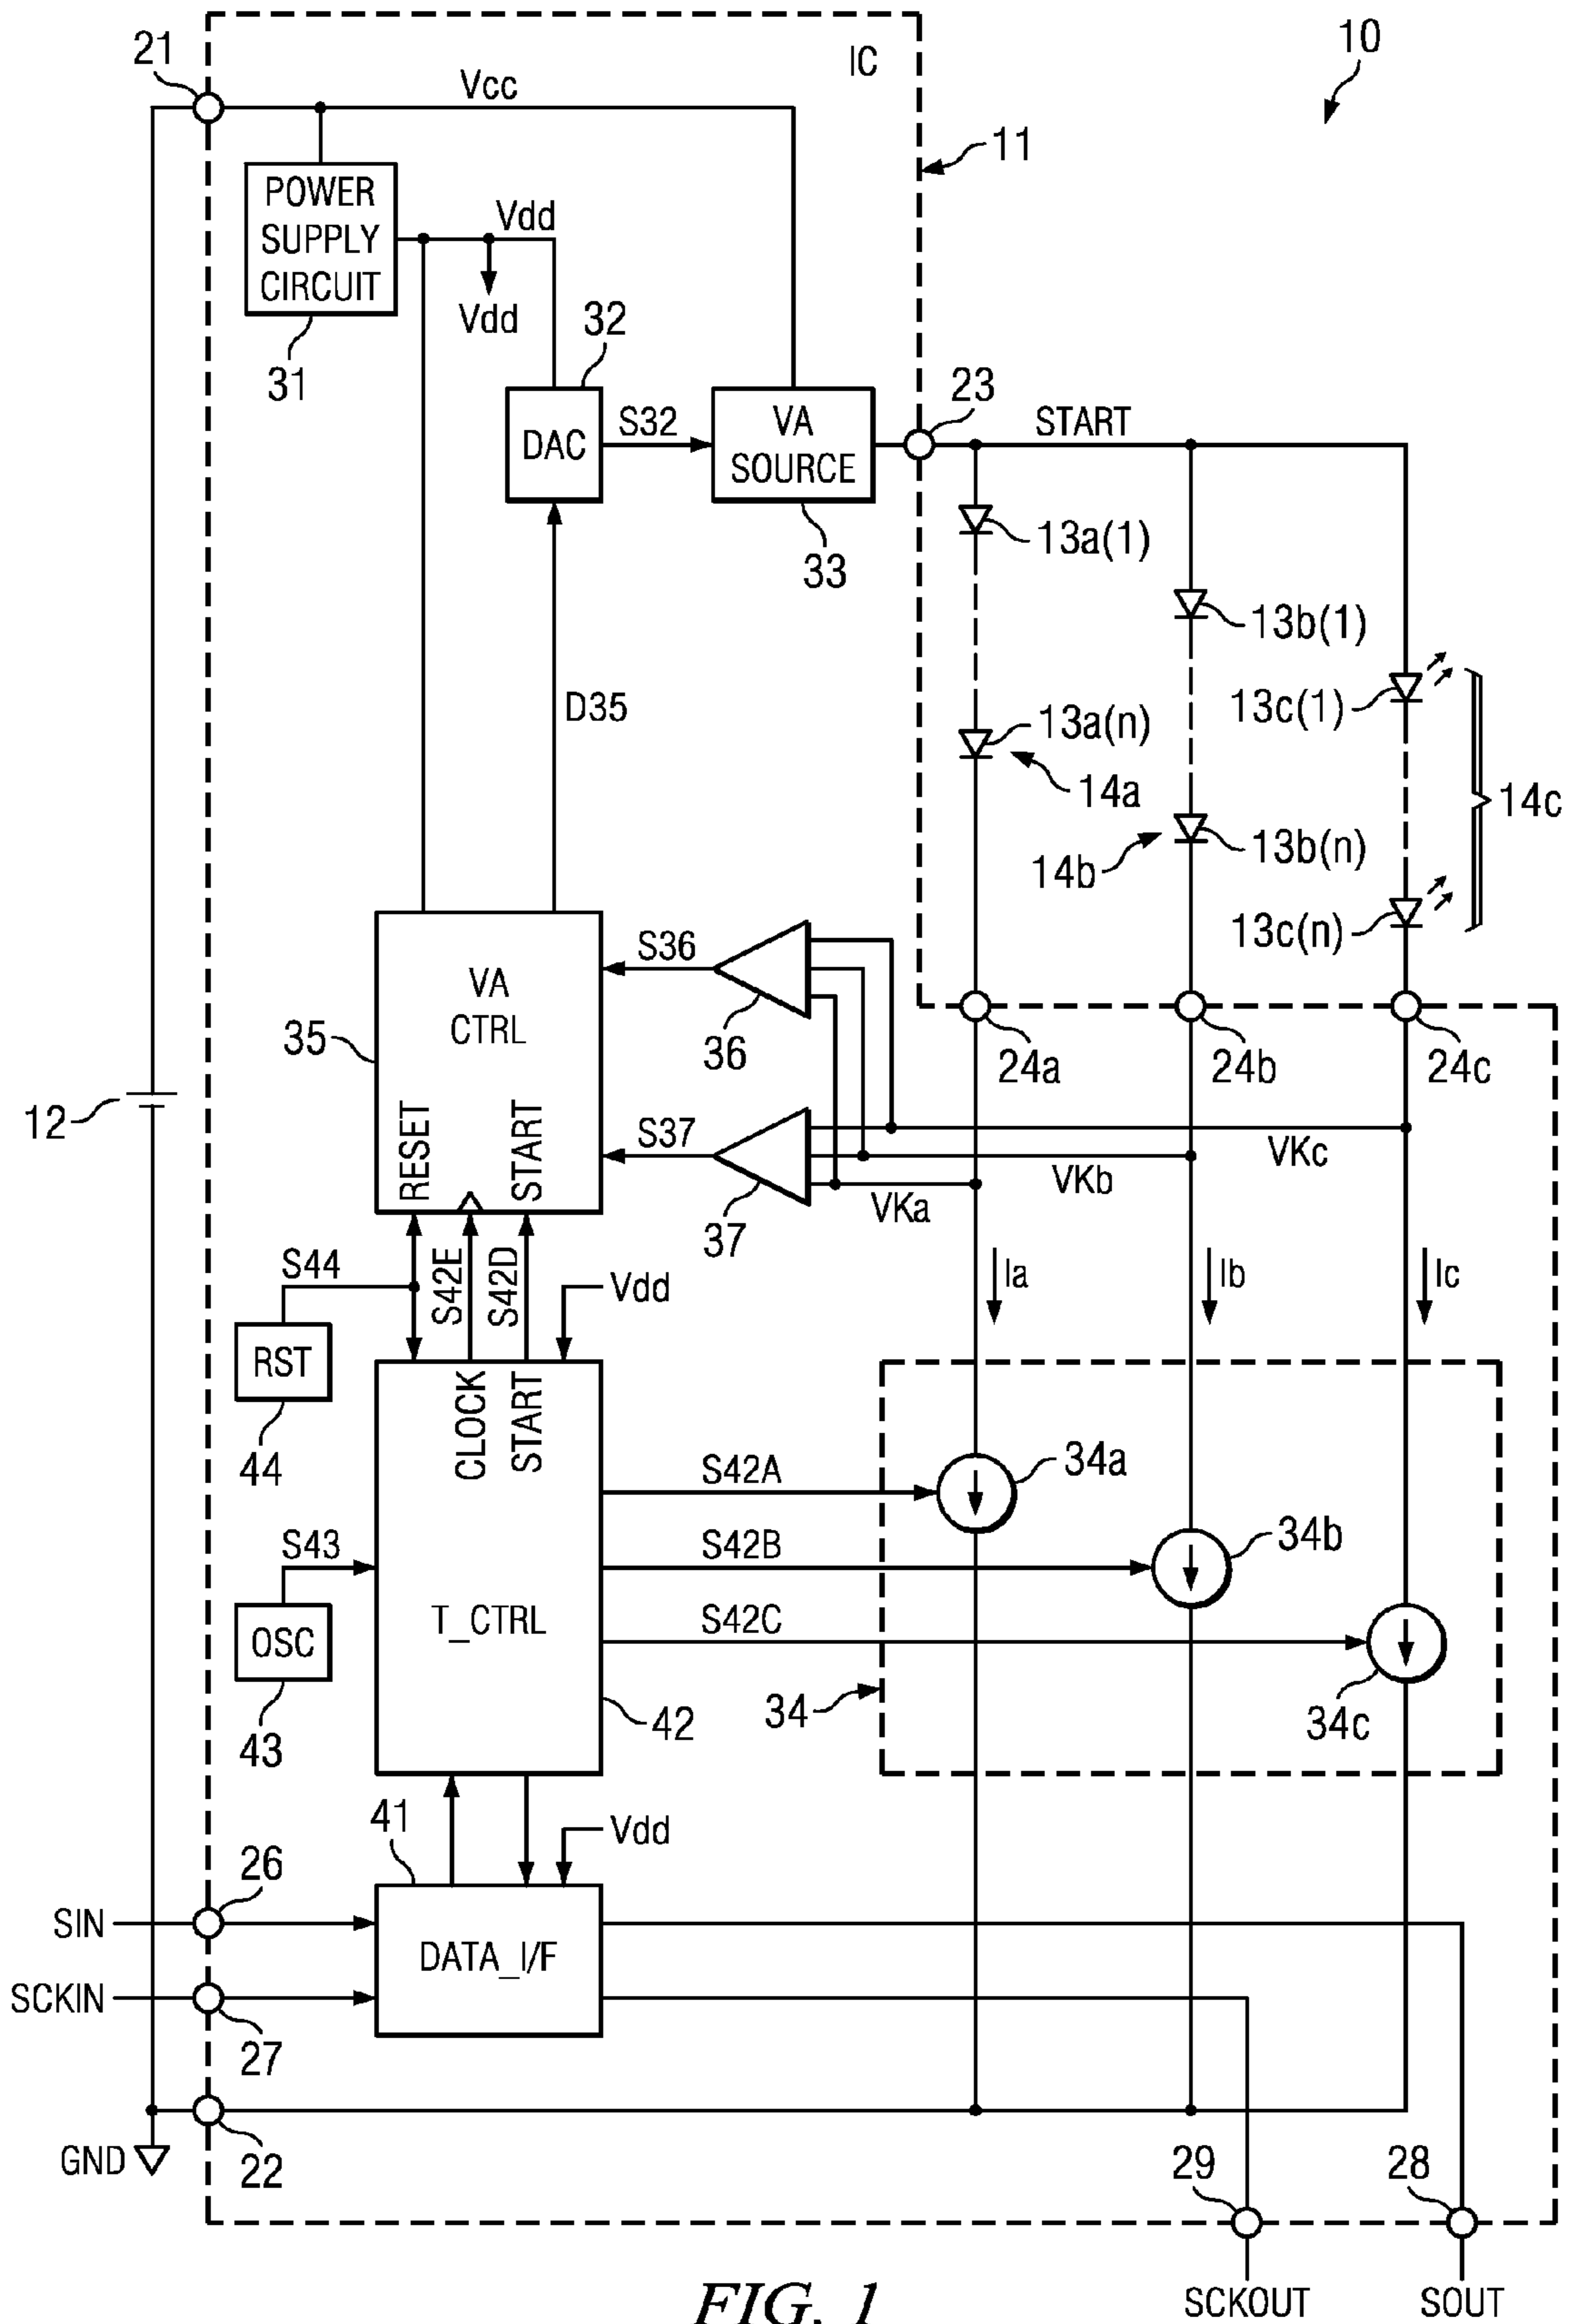 10
21
IC
Vcc
11
POWER
SUPPLY
CIRCUIT
Vdd
Vdd
31
32
23
DAC
S32
VA
SOURCE
START
33
13a(1)
13b(1)
D35
13c(1)
13a(n)
14a
14c
13b(n)
14b
13c(n)
S36
VA
CTRL
35
36
24a
24b
24c
12
RESET
START
S37
VKc
VKb
VKa
37
S44
S42E
S42D
Vdd
Ia
Ib
Ic
RST
44
CLOCK
START
S42A
34a
S43
S42B
34b
OSC
T_CTRL
S42C
43
42
34
34c
41
Vdd
26
SIN
DATA_I/F
SCKIN
27
GND
22
29
28
SCKOUT
SOUT
FIG. 1